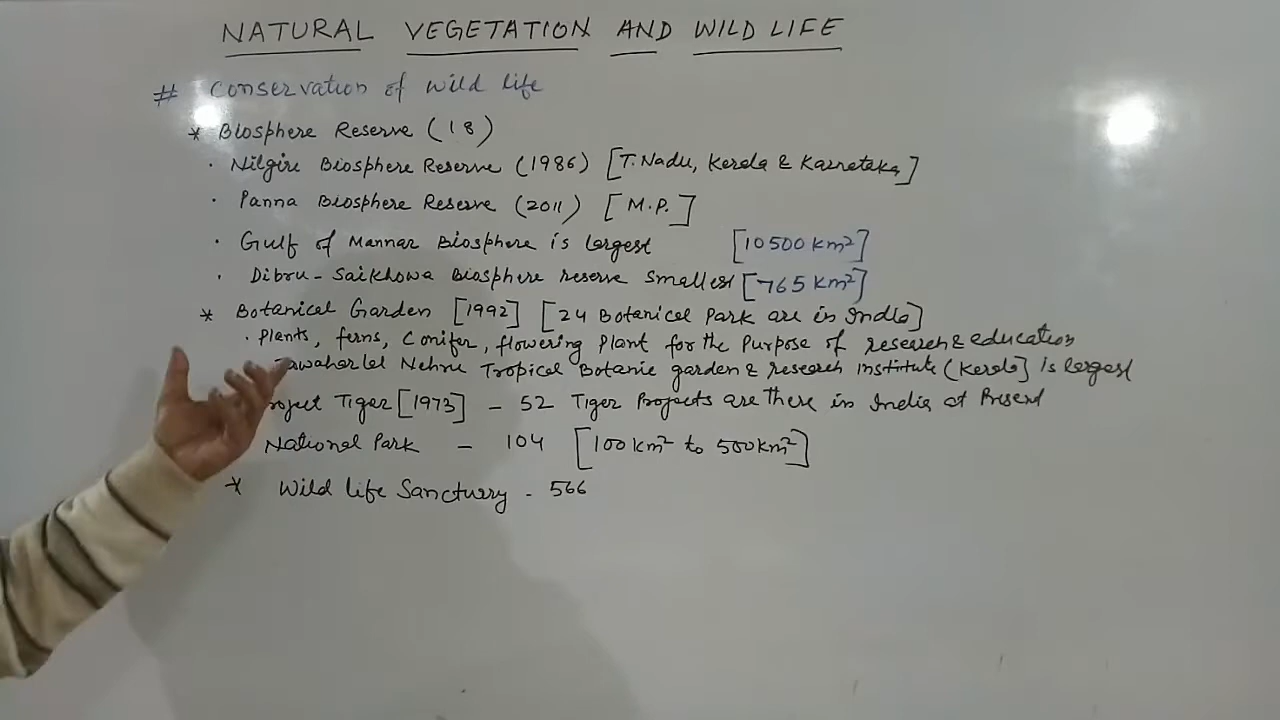 NATURAL VEGETATION AND WILD LIFE
# Conservation of wild life
* Biosphere Reserve (18)
· Nilgiri Biosphere Reserve (1986) [T. Nadu, Kerala & Karnataka]
· Panna Biosphere Reserve (2011) [M.P.]
· Gulf of Mannar Biosphere is largest [10500 km²]
· Dibru-Saikhowa Biosphere reserve smallest [765 km²]
* Botanical Garden [1992] [24 Botanical Park are in India]
· Plants, ferns, Conifer, flowering Plant for the Purpose of research & education
Jawaharlal Nehru Tropical Botanic garden & research institute (Kerala] is largest
roject Tiger [1973] - 52 Tiger Projects are there in India at Present
National Park - 104 [100 km² to 500 km²]
* Wild life Sanctuary - 566